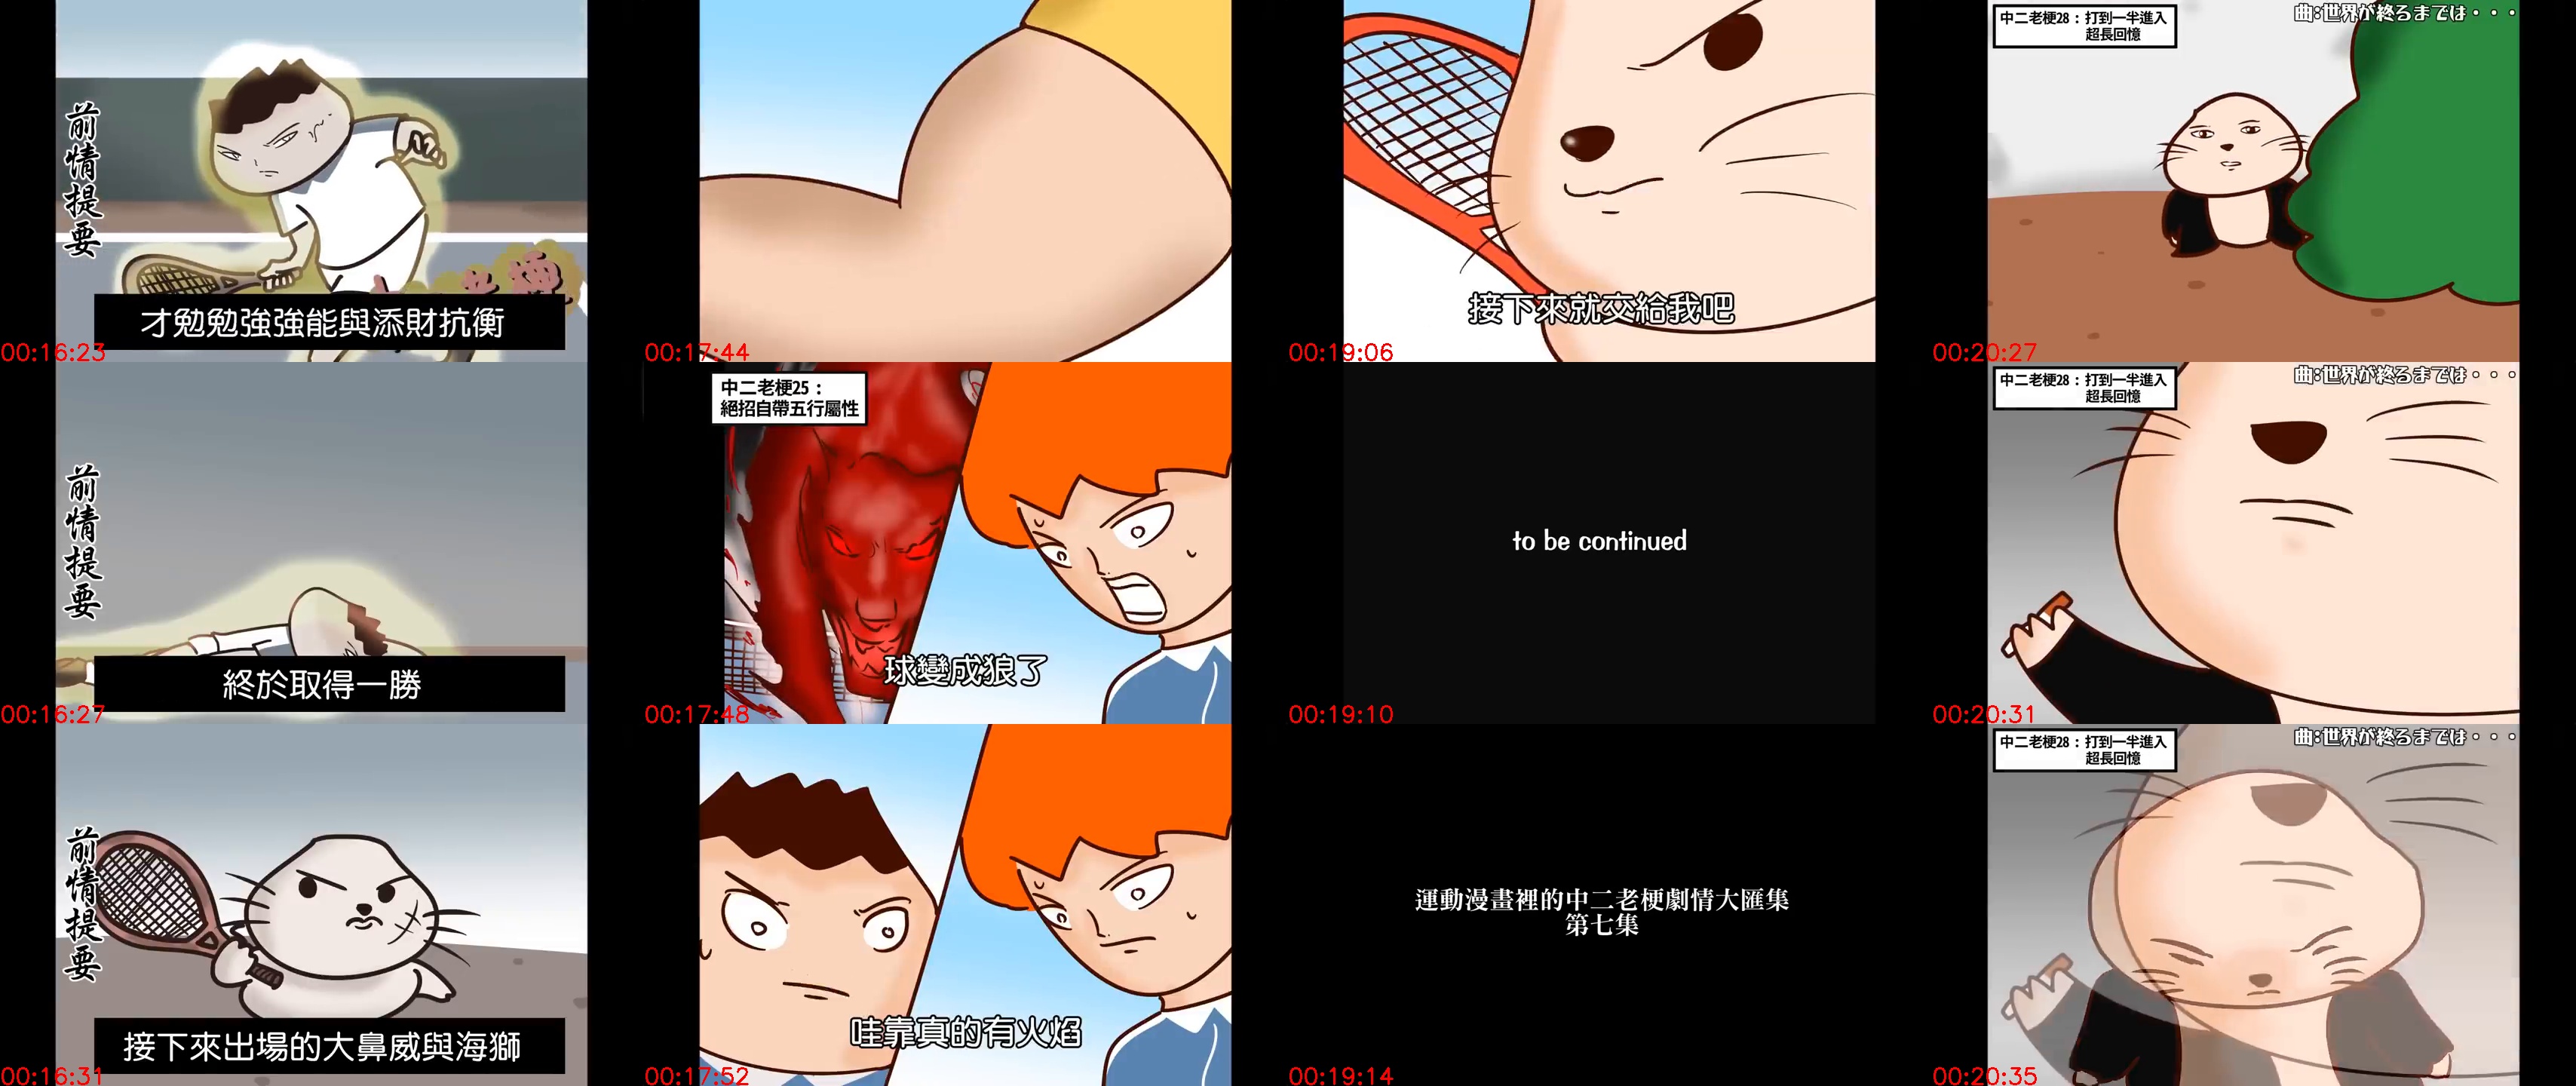 前情提要
才勉勉強強能與添財抗衡
00:16:23
00:17:44
接下來就交給我吧
00:19:06
中二老梗28：打到一半進入
超長回憶
曲:世界が終るまでは・・・
00:20:27
前情提要
終於取得一勝
00:16:27
中二老梗25：
絕招自帶五行屬性
球變成狼了
00:17:48
to be continued
00:19:10
中二老梗28：打到一半進入
超長回憶
曲:世界が終るまでは・・・
00:20:31
前情提要
接下來出場的大鼻威與海獅
00:16:31
哇靠真的有火焰
00:17:52
運動漫畫裡的中二老梗劇情大匯集
第七集
00:19:14
中二老梗28：打到一半進入
超長回憶
曲:世界が終るまでは・・・
00:20:35